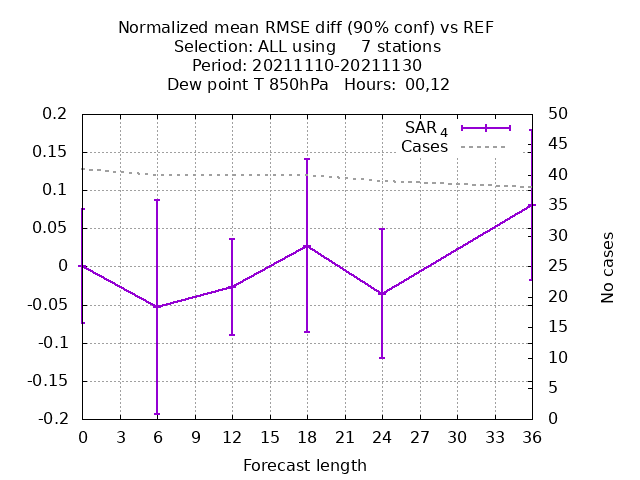 Normalized mean RMSE diff (90% conf) vs REF
Selection: ALL using 7 stations
Period: 20211110-20211130
Dew point T 850hPa Hours: 00,12
0.2
0.15
0.1
0.05
0
-0.05
-0.1
-0.15
-0.2
SAR 4
Cases
50
45
40
35
30
25
20
15
10
5
0
No cases
0 3 6 9 12 15 18 21 24 27 30 33 36
Forecast length